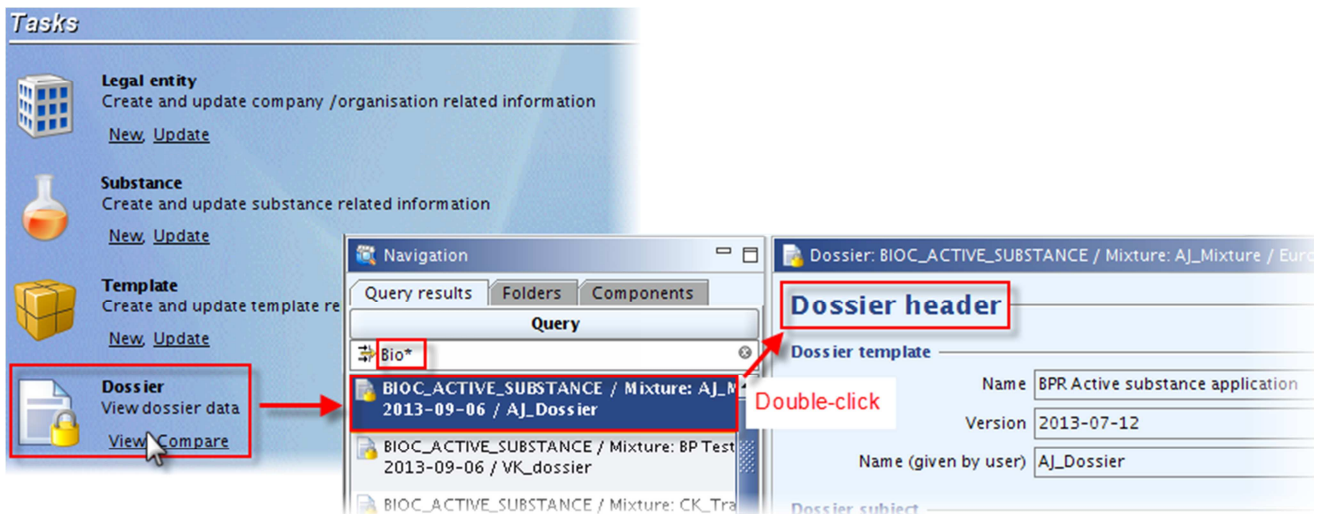 Tasks
Legal entity
Create and update company /organisation related information
New, Update
Substance
Create and update substance related information
New, Update
Template
Create and update template re
New, Update
Dossier
View dossier data
View, Compare
Navigation
Query results Folders Components
Query
Bio*
BIOC_ACTIVE_SUBSTANCE / Mixture: AJ_M
2013-09-06 / AJ_Dossier
BIOC_ACTIVE_SUBSTANCE / Mixture: BP Test
2013-09-06 / VK_dossier
BIOC_ACTIVE_SUBSTANCE / Mixture: CK_Tra
Double-click
Dossier: BIOC_ACTIVE_SUBSTANCE / Mixture: AJ_Mixture / Euro
Dossier header
Dossier template
Name BPR Active substance application
Version 2013-07-12
Name (given by user) AJ_Dossier
Dossier subject